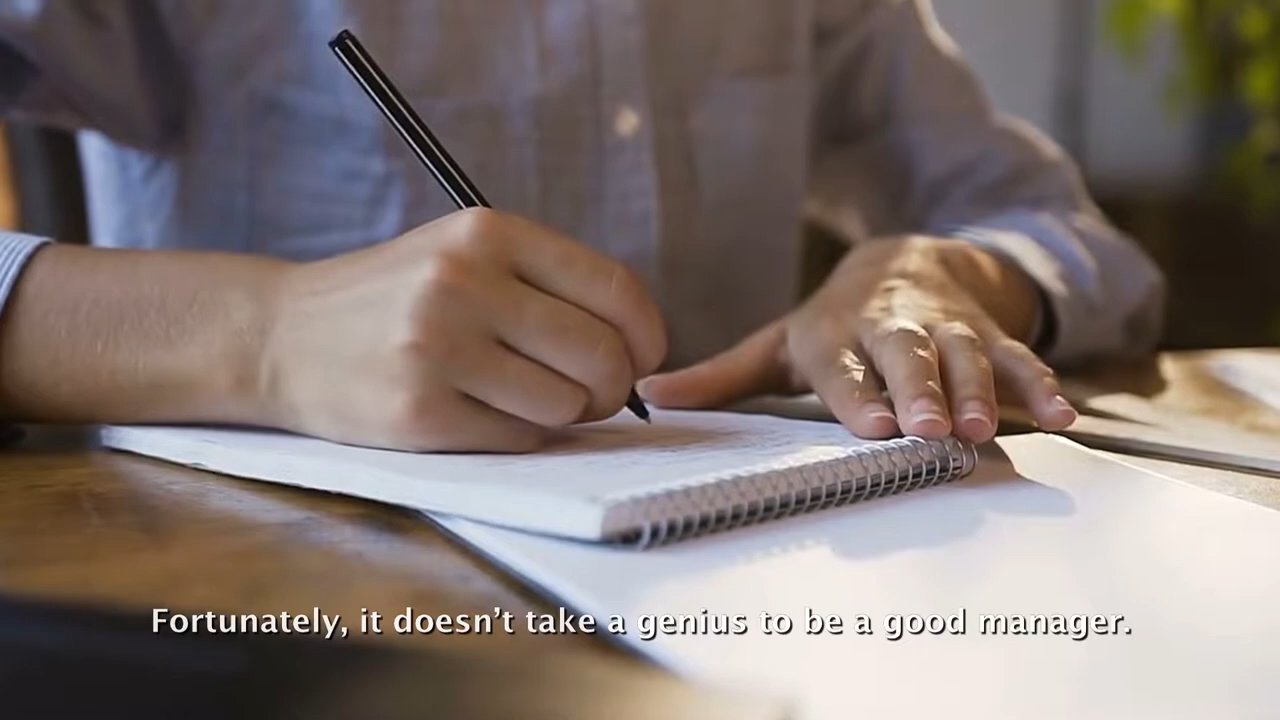 Fortunately, it doesn’t take a genius to be a good manager.